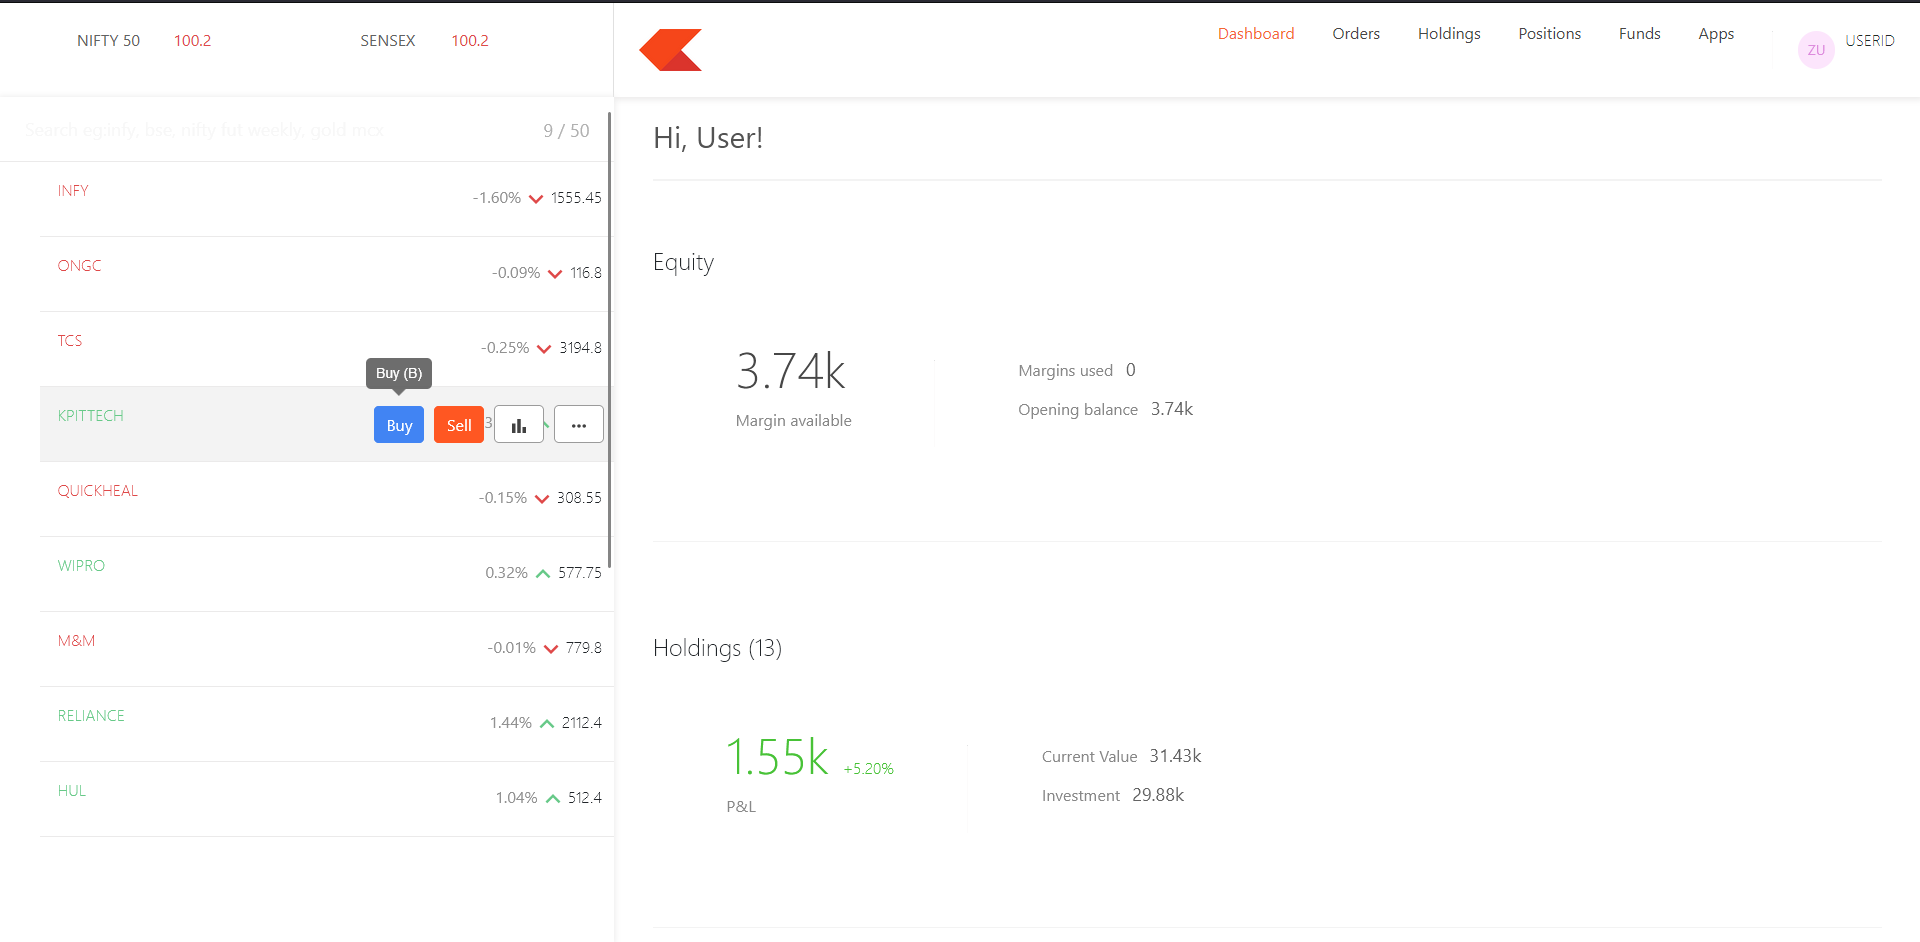 NIFTY 50 100.2 SENSEX 100.2
Dashboard Orders Holdings Positions Funds Apps ZU USERID
Search eg:infy, bse, nifty fut weekly, gold mcx 9 / 50
INFY -1.60% 1555.45
ONGC -0.09% 116.8
TCS -0.25% 3194.8
Buy (B)
KPITTECH Buy Sell 3
QUICKHEAL -0.15% 308.55
WIPRO 0.32% 577.75
M&M -0.01% 779.8
RELIANCE 1.44% 2112.4
HUL 1.04% 512.4
Hi, User!
Equity
3.74k
Margin available
Margins used 0
Opening balance 3.74k
Holdings (13)
1.55k +5.20%
P&L
Current Value 31.43k
Investment 29.88k